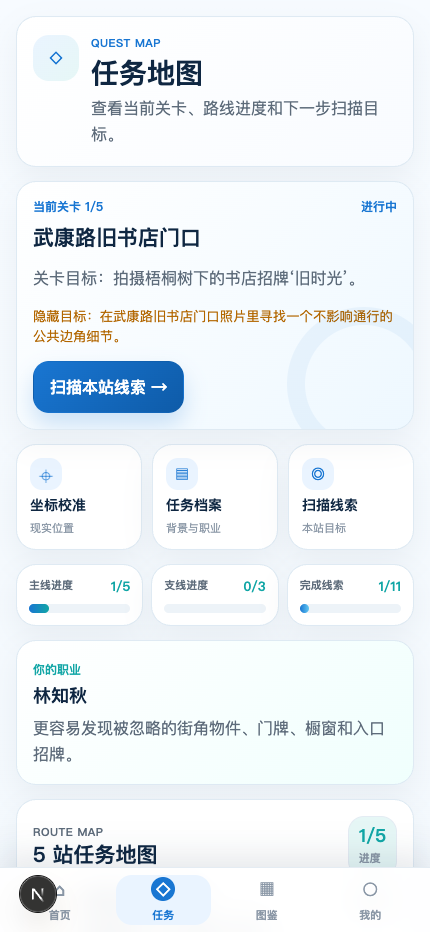 QUEST MAP
任务地图
查看当前关卡、路线进度和下一步扫描目
标。
当前关卡 1/5
进行中
武康路旧书店门口
关卡目标：拍摄梧桐树下的书店招牌‘旧时光’。
隐藏目标：在武康路旧书店门口照片里寻找一个不影响通行的
公共边角细节。
扫描本站线索 →
坐标校准
现实位置
任务档案
背景与职业
扫描线索
本站目标
主线进度 1/5
支线进度 0/3
完成线索 1/11
你的职业
林知秋
更容易发现被忽略的街角物件、门牌、橱窗和入口
招牌。
ROUTE MAP
5 站任务地图
1/5
进度
N
首页
任务
图鉴
我的